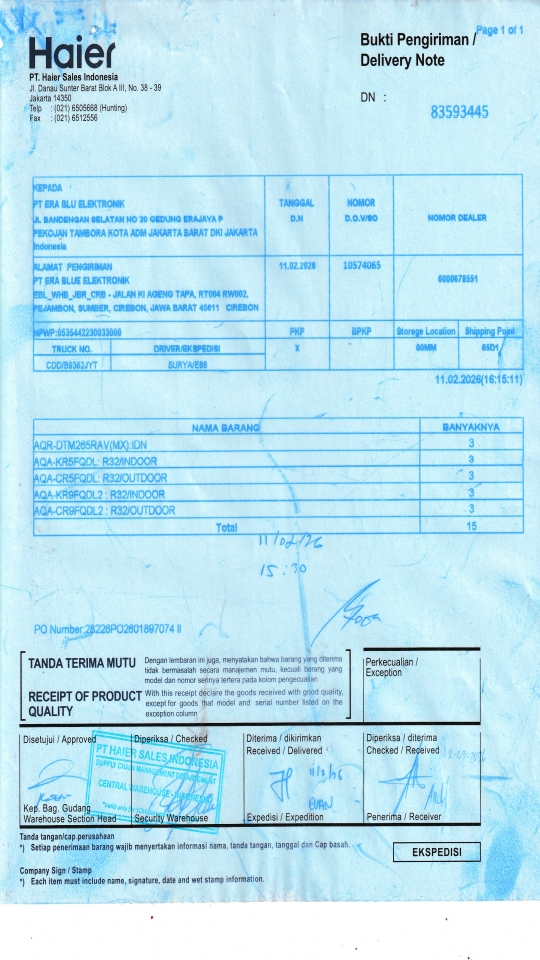 Page 1 of 1
Haier
PT. Haier Sales Indonesia
Jl. Danau Sunter Barat Blok A III, No. 38 - 39
Jakarta 14350
Telp : (021) 6505668 (Hunting)
Fax : (021) 6512556
Bukti Pengiriman /
Delivery Note
DN :
83593445
KEPADA
PT ERA BLU ELEKTRONIK
JL BANDENGAN SELATAN NO 20 GEDUNG ERAJAYA P
PEKOJAN TAMBORA KOTA ADM JAKARTA BARAT DKI JAKARTA
Indonesia
TANGGAL
D.N
NOMOR
D.O.V/SO
NOMOR DEALER
ALAMAT PENGIRIMAN
PT ERA BLUE ELEKTRONIK
EBL_WHB_JBR_CRB - JALAN KI AGENG TAPA, RT004 RW002,
PEJAMBON, SUMBER, CIREBON, JAWA BARAT 45611 CIREBON
11.02.2026
10574065
NPWP:0535442230033000
PKP
BPKP
Storege Location
Shipping Point
TRUCK NO.
DRIVER/EKSPEDISI
X
CDD/B9362JYT
11.02.2026(16:15:11)
NAMA BARANG
BANYAKNYA
AQR-DTM265RAV(MX):IDN 3
AQA-KR5FQDL: R32/INDOOR 3
AQA-CR5FQDL : R32/OUTDOOR 3
AQA-KR9FQDL2 : R32/INDOOR 3
AQA-CR9FQDL2 : R32/OUTDOOR 3
Total 15
11/02/26
15:30
PO Number:28226PO2601897074 II
TANDA TERIMA MUTU
Dengan lembaran ini juga, menyatakan bahwa barang yang diterima
tidak bermasalah secara manajemen mutu, kecuali barang yang
model dan nomor serinya tertera pada kolom pengecualian
RECEIPT OF PRODUCT
QUALITY
With this receipt declare the goods received with good quality,
except for goods that model and serial number listed on the
exception column
Perkecualian /
Exception
Disetujui / Approved
Diperiksa / Checked
Diterima / dikirimkan
Received / Delivered
Diperiksa / diterima
Checked / Received
PT HAIER SALES INDONESIA
SUPPLY CHAIN MANAGEMENT DEPARTMENT
CENTRAL WAREHOUSE - INDONESIA
Kep. Bag. Gudang
Warehouse Section Head
Security Warehouse
Expedisi / Expedition
Penerima / Receiver
Tanda tangan/cap.perusahaan
*) Setiap penerimaan barang wajib menyertakan informasi nama, tanda tangan, tanggal dan Cap basah.
EKSPEDISI
Company Sign / Stamp
*) Each item must include name, signature, date and wet stamp information.